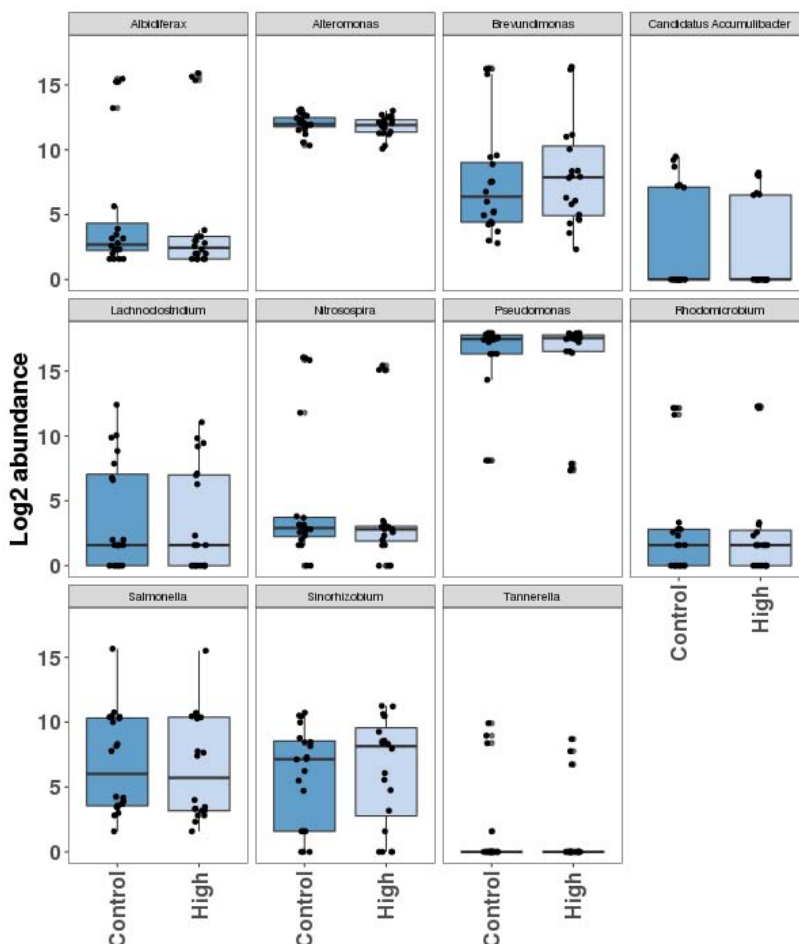 Albidiferax
Alteromonas
Brevundimonas
Candidatus Accumulibacter
15
10
5
0
Lachnoclostridium
Nitrosospira
Pseudomonas
Rhodomicrobium
15
10
5
0
Log2 abundance
Control
High
Salmonella
Sinorhizobium
Tannerella
15
10
5
0
Control
High
Control
High
Control
High